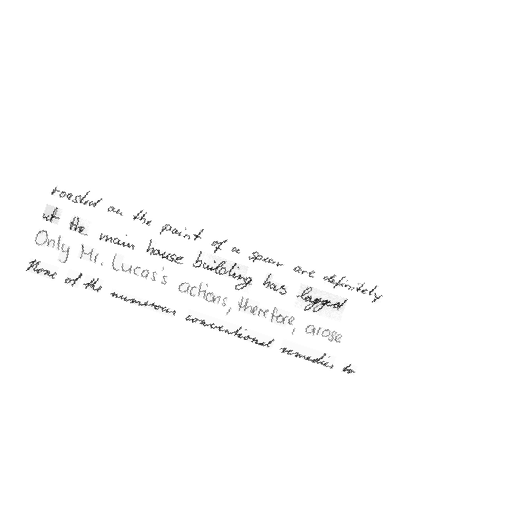 roasted on the point of a spear are definitely
at the main house building has lagged
Only Mr. Lucas's actions, therefore, arose
None of the numerous conventional remedies to